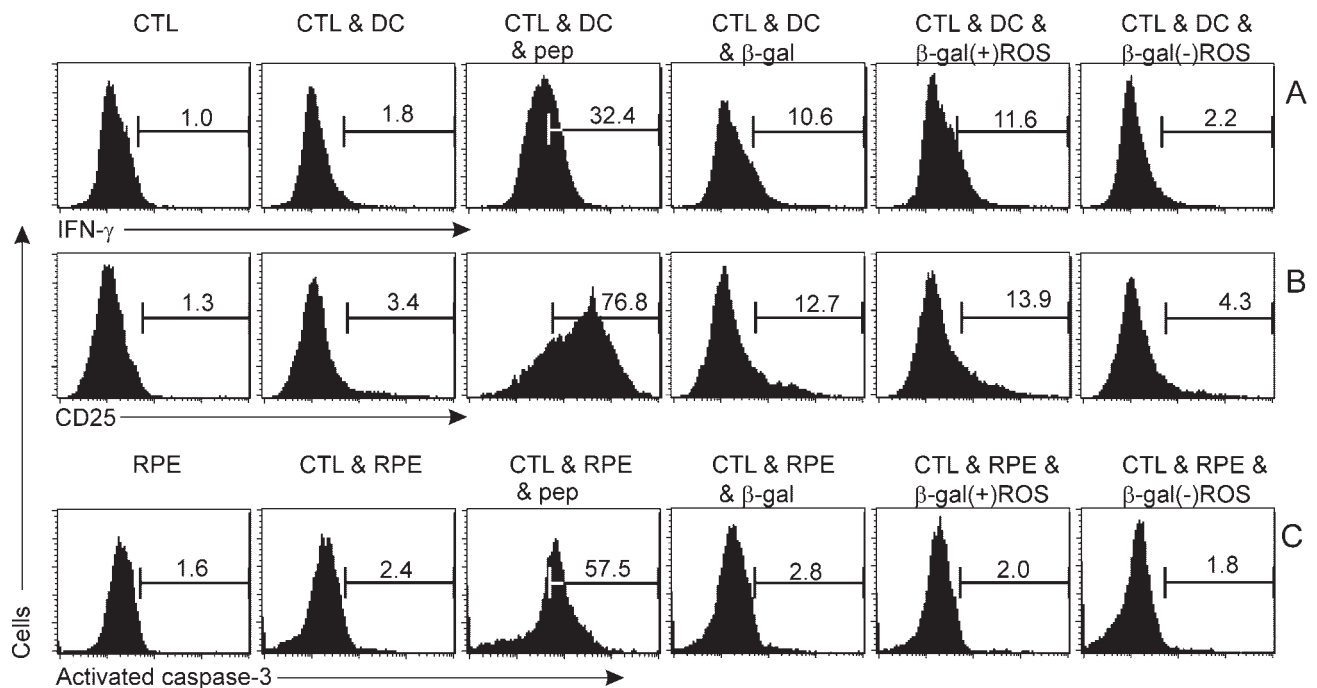 CTL CTL & DC CTL & DC CTL & DC CTL & DC & CTL & DC &
& pep & β-gal β-gal(+)ROS β-gal(-)ROS
A
1.0 1.8 32.4 10.6 11.6 2.2
IFN-γ
B
1.3 3.4 76.8 12.7 13.9 4.3
CD25
RPE CTL & RPE CTL & RPE CTL & RPE CTL & RPE & CTL & RPE &
& pep & β-gal β-gal(+)ROS β-gal(-)ROS
C
1.6 2.4 57.5 2.8 2.0 1.8
Cells
Activated caspase-3